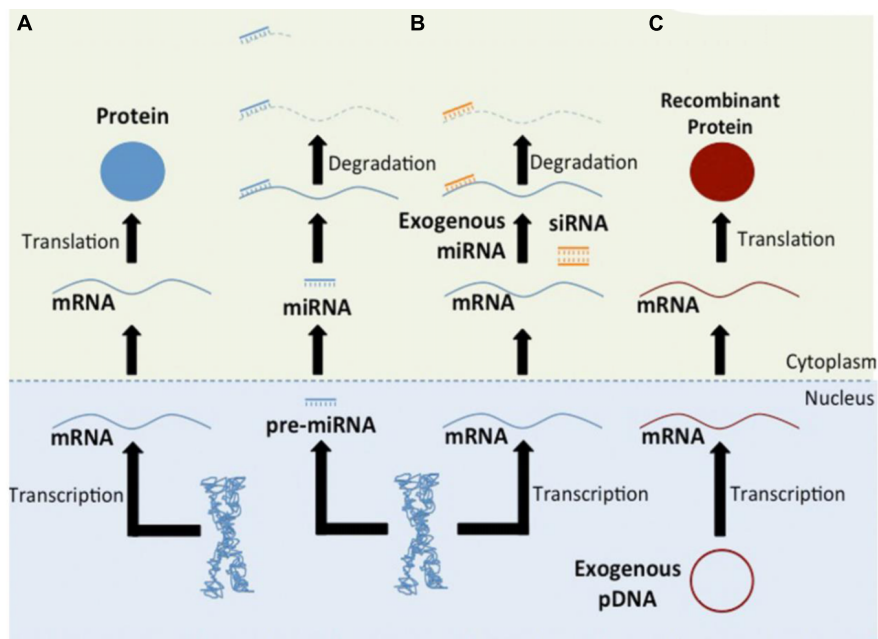 A
B
C
Protein
Recombinant
Protein
Degradation
Degradation
Translation
Exogenous
miRNA
siRNA
Translation
mRNA
miRNA
mRNA
mRNA
Cytoplasm
Nucleus
mRNA
pre-miRNA
mRNA
mRNA
Transcription
Transcription
Transcription
Exogenous
pDNA